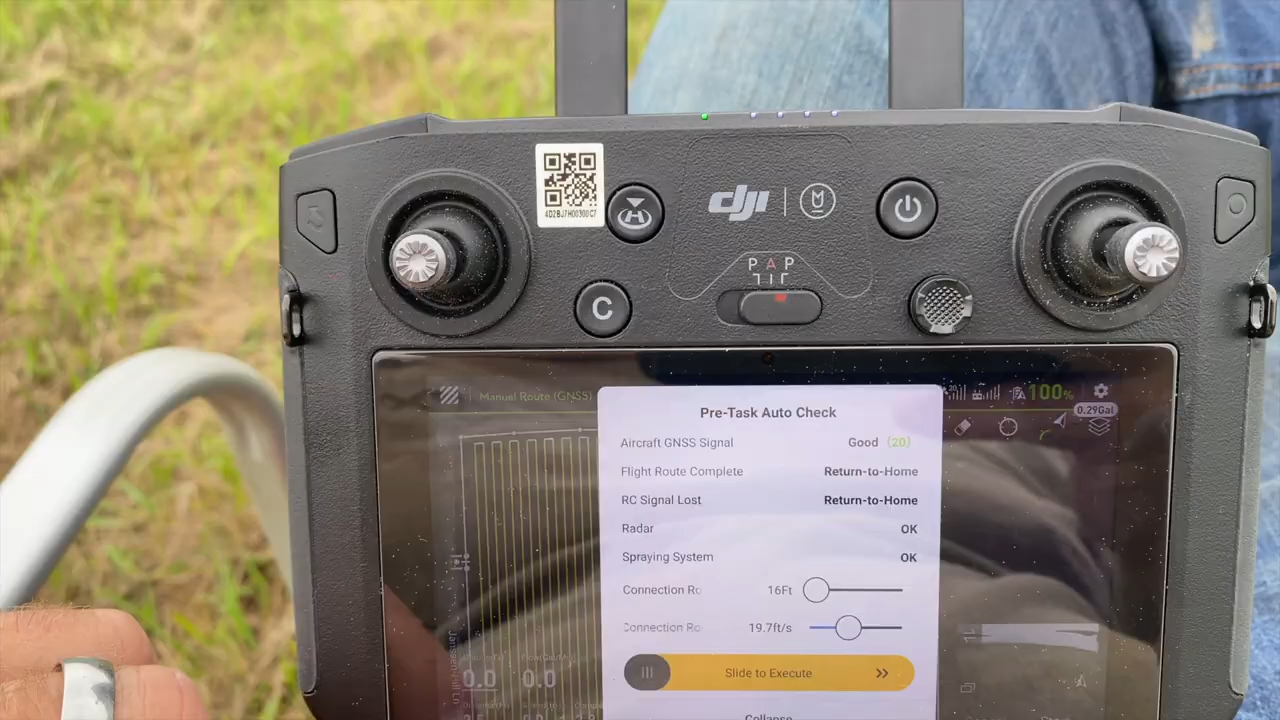 4D2BJ7H00300C7
dji
P A P
C
Manual Route (GNSS)
100%
0.29Gal
Pre-Task Auto Check
Aircraft GNSS Signal Good (20)
Flight Route Complete Return-to-Home
RC Signal Lost Return-to-Home
Radar OK
Spraying System OK
Connection Ro 16Ft
Connection Ro 19.7ft/s
Slide to Execute
Collapse
0.0 0.0